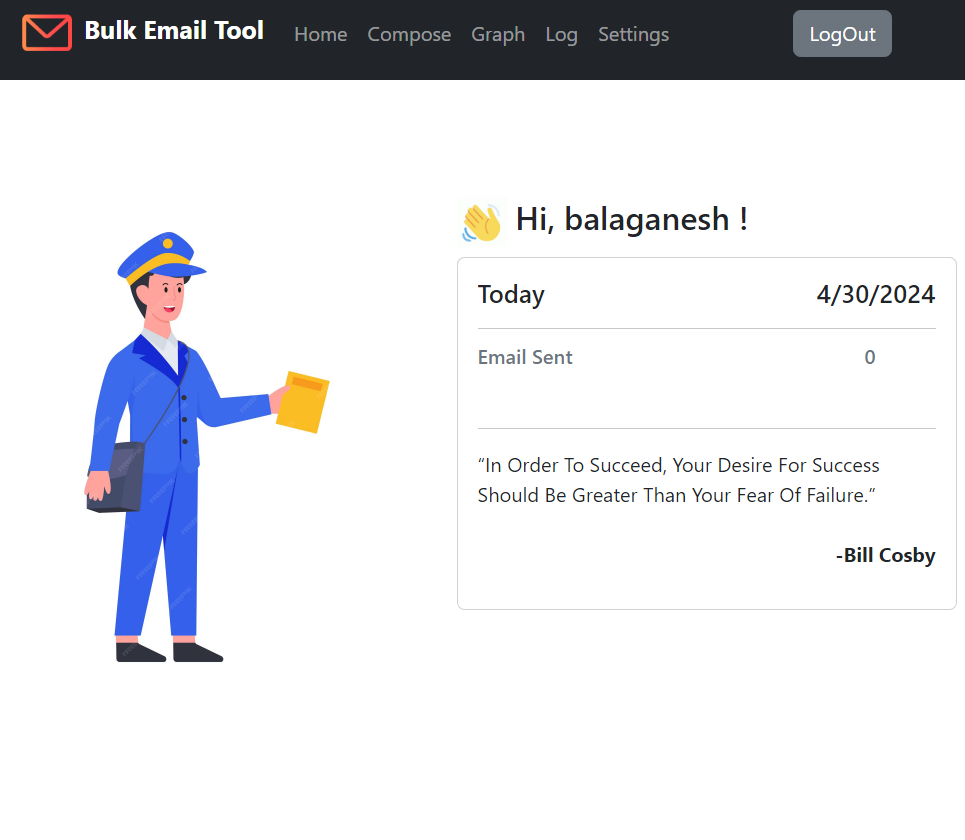 Bulk Email Tool Home Compose Graph Log Settings LogOut
Hi, balaganesh !
Today 4/30/2024
Email Sent 0
“In Order To Succeed, Your Desire For Success
Should Be Greater Than Your Fear Of Failure.”
-Bill Cosby